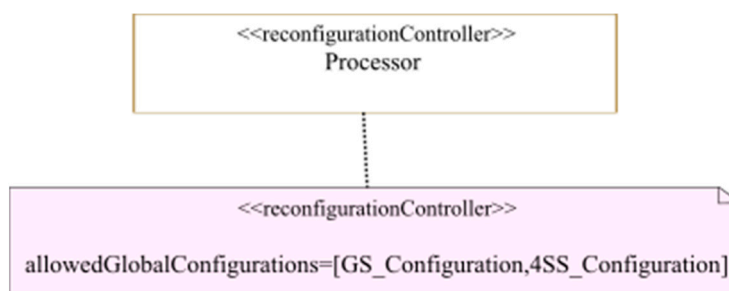 <<reconfigurationController>>
Processor
<<reconfigurationController>>
allowedGlobalConfigurations=[GS_Configuration,4SS_Configuration]